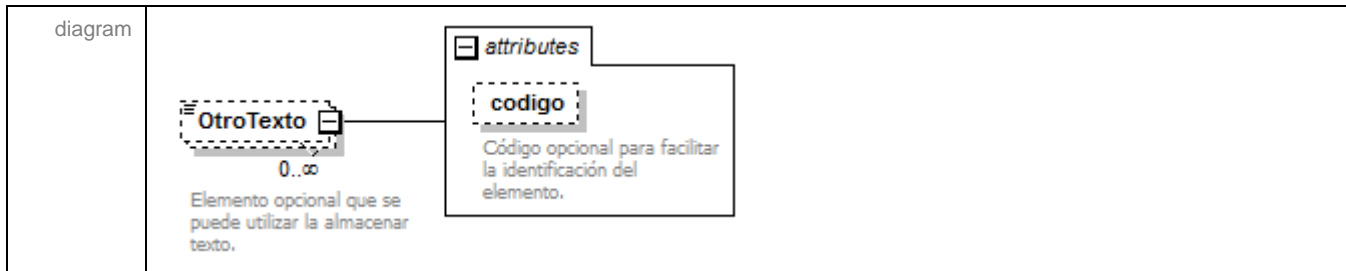 diagram
attributes
codigo
Código opcional para facilitar
la identificación del
elemento.
OtroTexto
0..∞
Elemento opcional que se
puede utilizar la almacenar
texto.